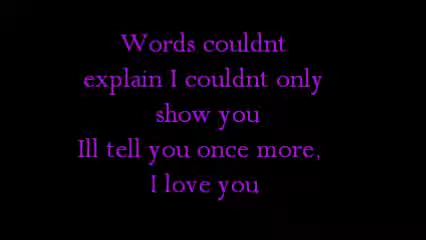 Words couldnt
explain I couldnt only
show you
Ill tell you once more,
I love you